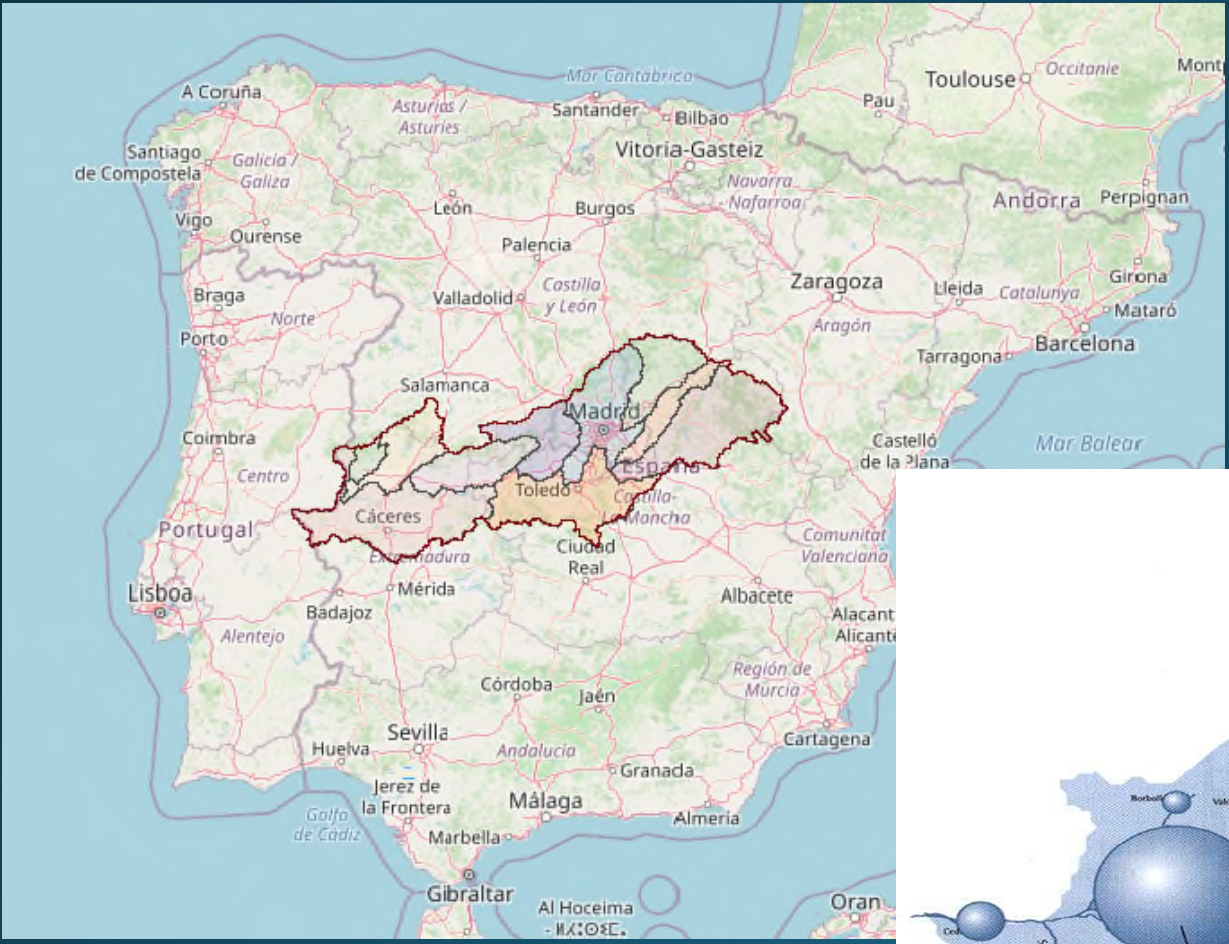 Mar Cantábrico
Toulouse
Occitanie
Mont
A Coruña
Asturias /
Asturies
Santander
Bilbao
Pau
Santiago
de Compostela
Galicia /
Galiza
Vitoria-Gasteiz
Navarra
- Nafarroa
Andorra
Perpignan
León
Burgos
Vigo
Ourense
Palencia
Braga
Norte
Valladolid
Castilla
y León
Zaragoza
Lleida
Catalunya
Girona
Mataró
Porto
Aragón
Tarragona
Barcelona
Salamanca
Madrid
Coimbra
Centro
España
Castelló
de la Plana
Mar Balear
Portugal
Cáceres
Toledo
Castilla-
La Mancha
Extremadura
Ciudad
Real
Comunitat
Valenciana
Lisboa
Mérida
Badajoz
Albacete
Alentejo
Alacant
Alicante
Región de
Murcia
Córdoba
Jaén
Sevilla
Huelva
Andalucía
Cartagena
Granada
Jerez de
la Frontera
Málaga
Almería
Golfo
de Cádiz
Marbella
Gibraltar
Al Hoceima
- ⵍⵃⵓⵙⵉⵎⴰ
Oran
Borboll
Ced